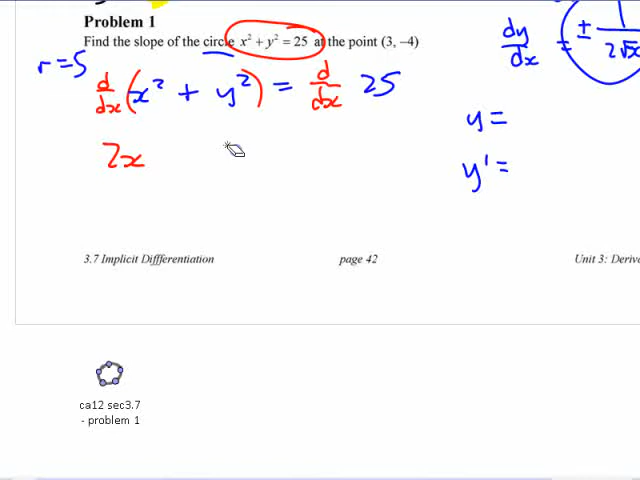 Problem 1
Find the slope of the circle x² + y² = 25 at the point (3, −4)
r = 5
d/dx (x² + y²) = d/dx 25
2x
dy/dx = ± 1/2√x
y =
y' =
3.7 Implicit Diffferentiation page 42 Unit 3: Deriva
ca12 sec3.7
- problem 1